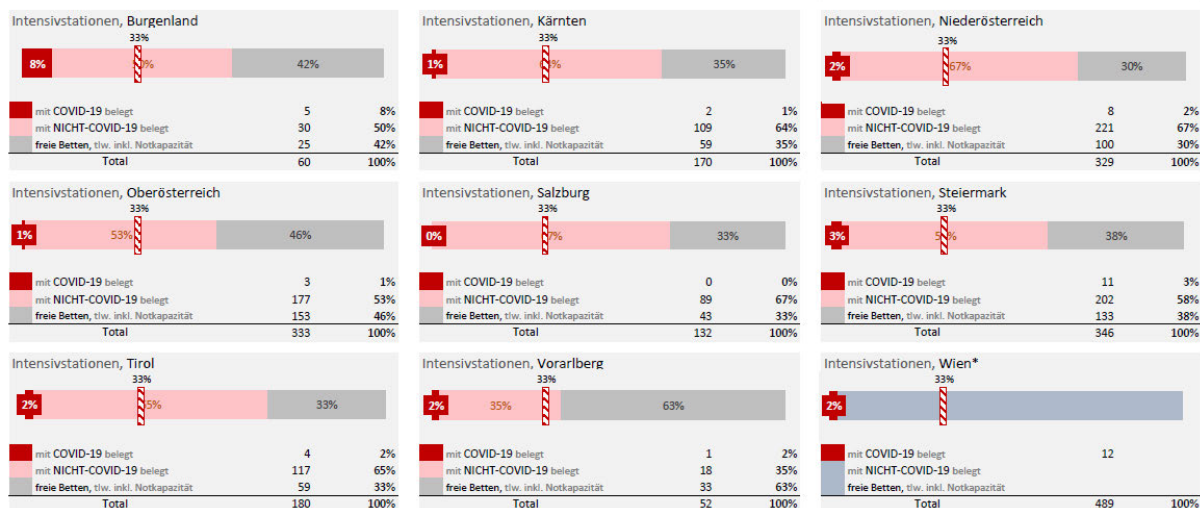 Intensivstationen, Burgenland
33%
8%
42%
mit COVID-19 belegt 5 8%
mit NICHT-COVID-19 belegt 30 50%
freie Betten, tlw. inkl. Notkapazität 25 42%
Total 60 100%
Intensivstationen, Kärnten
33%
1%
35%
mit COVID-19 belegt 2 1%
mit NICHT-COVID-19 belegt 109 64%
freie Betten, tlw. inkl. Notkapazität 59 35%
Total 170 100%
Intensivstationen, Niederösterreich
33%
2% 67% 30%
mit COVID-19 belegt 8 2%
mit NICHT-COVID-19 belegt 221 67%
freie Betten, tlw. inkl. Notkapazität 100 30%
Total 329 100%
Intensivstationen, Oberösterreich
33%
1% 53% 46%
mit COVID-19 belegt 3 1%
mit NICHT-COVID-19 belegt 177 53%
freie Betten, tlw. inkl. Notkapazität 153 46%
Total 333 100%
Intensivstationen, Salzburg
33%
0% 33%
mit COVID-19 belegt 0 0%
mit NICHT-COVID-19 belegt 89 67%
freie Betten, tlw. inkl. Notkapazität 43 33%
Total 132 100%
Intensivstationen, Steiermark
33%
3% 38%
mit COVID-19 belegt 11 3%
mit NICHT-COVID-19 belegt 202 58%
freie Betten, tlw. inkl. Notkapazität 133 38%
Total 346 100%
Intensivstationen, Tirol
33%
2% 33%
mit COVID-19 belegt 4 2%
mit NICHT-COVID-19 belegt 117 65%
freie Betten, tlw. inkl. Notkapazität 59 33%
Total 180 100%
Intensivstationen, Vorarlberg
33%
2% 35% 63%
mit COVID-19 belegt 1 2%
mit NICHT-COVID-19 belegt 18 35%
freie Betten, tlw. inkl. Notkapazität 33 63%
Total 52 100%
Intensivstationen, Wien*
33%
2%
mit COVID-19 belegt 12
mit NICHT-COVID-19 belegt
freie Betten, tlw. inkl. Notkapazität
Total 489 100%